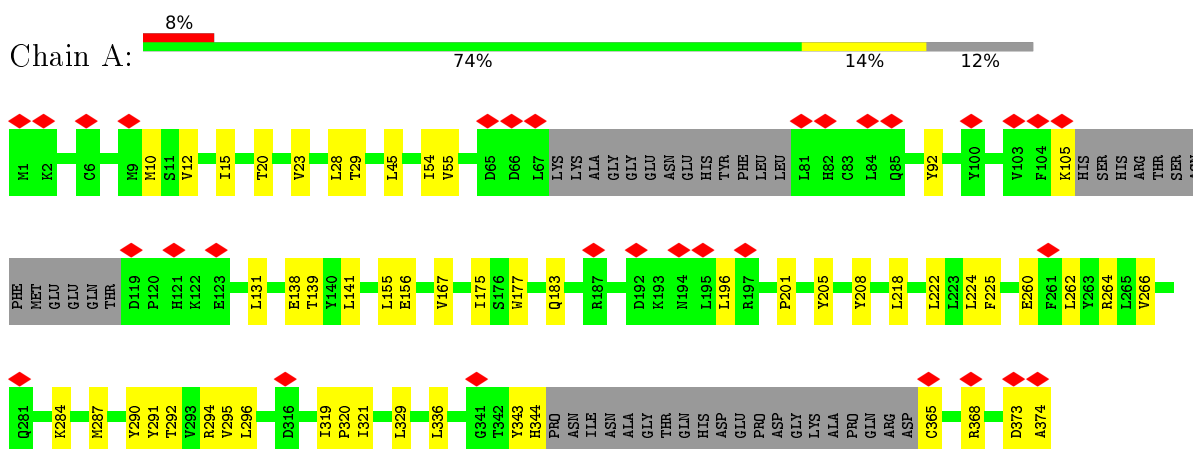 8%
Chain A:
74% 14% 12%
M1 K2 C6 M9 M10 S11 V12 I15 T20 V23 L28 T29 L45 I54 V55 D65 D66 L67 LYS LYS ALA GLY GLY GLU ASN GLU HIS TYR PHE LEU LEU L81 H82 C83 L84 Q85 Y92 Y100 V103 F104 K105 HIS SER HIS ARG THR SER ASN
PHE MET GLU GLU GLN THR D119 P120 H121 K122 E123 L131 E138 T139 Y140 L141 L155 E156 V167 I175 S176 W177 Q183 R187 D192 K193 N194 L195 L196 R197 P201 Y205 Y208 L218 L222 L223 L224 F225 E260 F261 L262 Y263 R264 L265 V266
Q281 K284 M287 Y290 Y291 T292 V293 R294 V295 L296 D316 I319 P320 I321 L329 L336 G341 T342 Y343 H344 PRO ASN ILE ASN ALA GLY THR GLN HIS ASP GLU PRO ASP GLY LYS ALA PRO GLN ARG ASP C365 R368 D373 A374